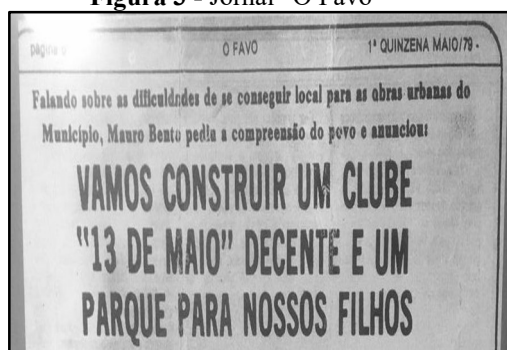 Figura 3 - Jornal "O Favo"
página
O FAVO
1ª QUINZENA MAIO/79 -
Falando sobre as dificuldades de se conseguir local para as obras urbanas do
Município, Mauro Bento pedia a compreensão do povo e anunciou:
VAMOS CONSTRUIR UM CLUBE
"13 DE MAIO" DECENTE E UM
PARQUE PARA NOSSOS FILHOS